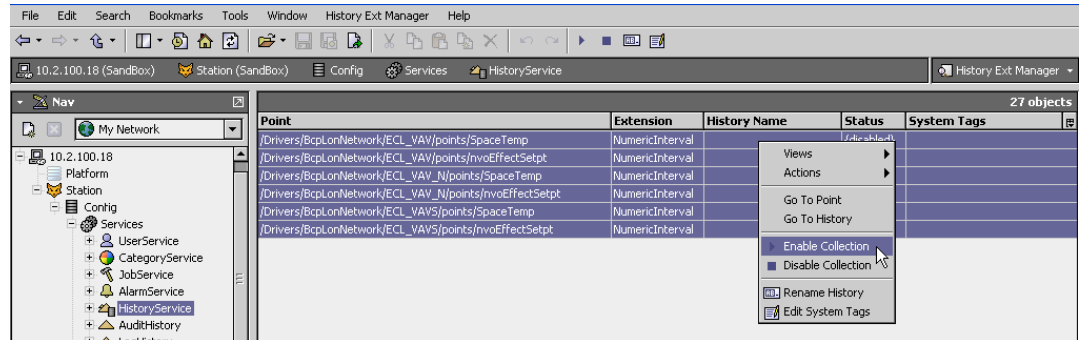 File Edit Search Bookmarks Tools Window History Ext Manager Help
10.2.100.18 (SandBox) Station (SandBox) Config Services HistoryService History Ext Manager
Nav
27 objects
My Network
Point Extension History Name Status System Tags
/Drivers/BcpLonNetwork/ECL_VAV/points/SpaceTemp NumericInterval {disabled}
/Drivers/BcpLonNetwork/ECL_VAV/points/nvoEffectSetpt NumericInterval
/Drivers/BcpLonNetwork/ECL_VAV_N/points/SpaceTemp NumericInterval
/Drivers/BcpLonNetwork/ECL_VAV_N/points/nvoEffectSetpt NumericInterval
/Drivers/BcpLonNetwork/ECL_VAVS/points/SpaceTemp NumericInterval
/Drivers/BcpLonNetwork/ECL_VAVS/points/nvoEffectSetpt NumericInterval
Views
Actions
Go To Point
Go To History
Enable Collection
Disable Collection
Rename History
Edit System Tags
10.2.100.18
Platform
Station
Config
Services
UserService
CategoryService
JobService
AlarmService
HistoryService
AuditHistory